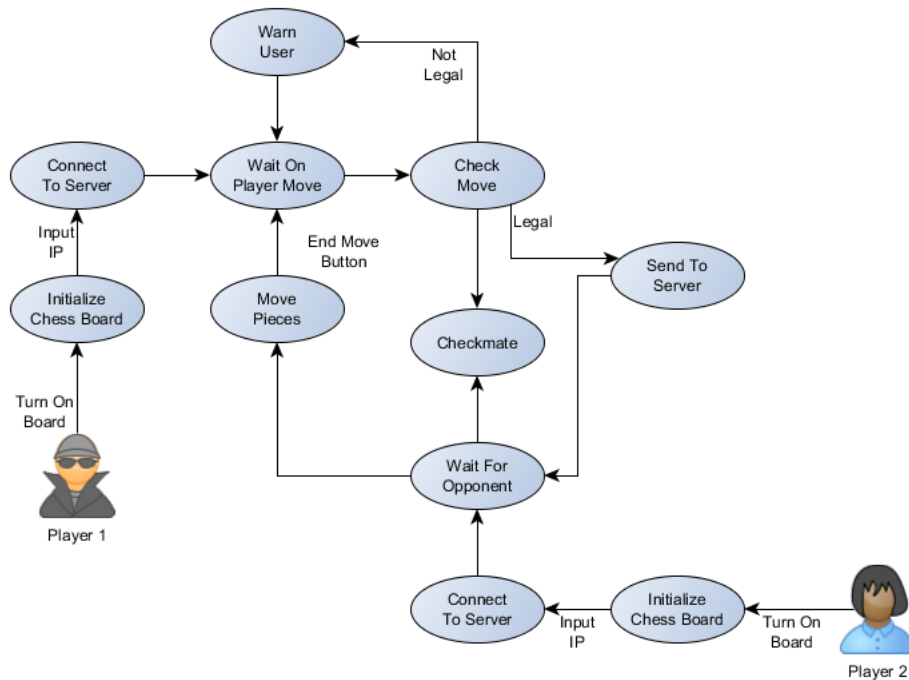 Warn
User
Not
Legal
Connect
To Server
Wait On
Player Move
Check
Move
Input
IP
Legal
End Move
Button
Send To
Server
Initialize
Chess Board
Move
Pieces
Checkmate
Turn On
Board
Wait For
Opponent
Player 1
Connect
To Server
Input
IP
Initialize
Chess Board
Turn On
Board
Player 2